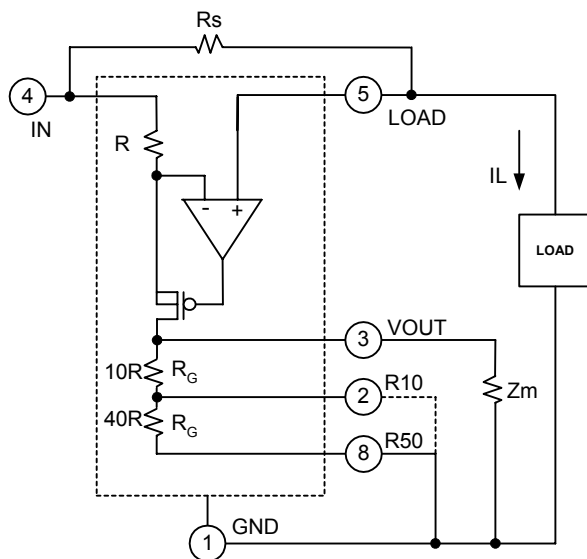 Rs
4
5
IN
LOAD
R
IL
- +
LOAD
3
VOUT
10R
RG
2
R10
Zm
40R
RG
8
R50
1
GND